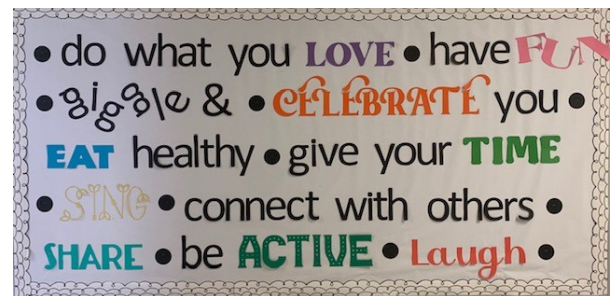 • do what you LOVE • have FUN
• giggle & • CELEBRATE you •
EAT healthy • give your TIME
• SING • connect with others •
SHARE • be ACTIVE • Laugh •